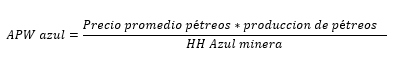 APW azul = Precio promedio pétreos * produccion de pétreos / HH Azul minera